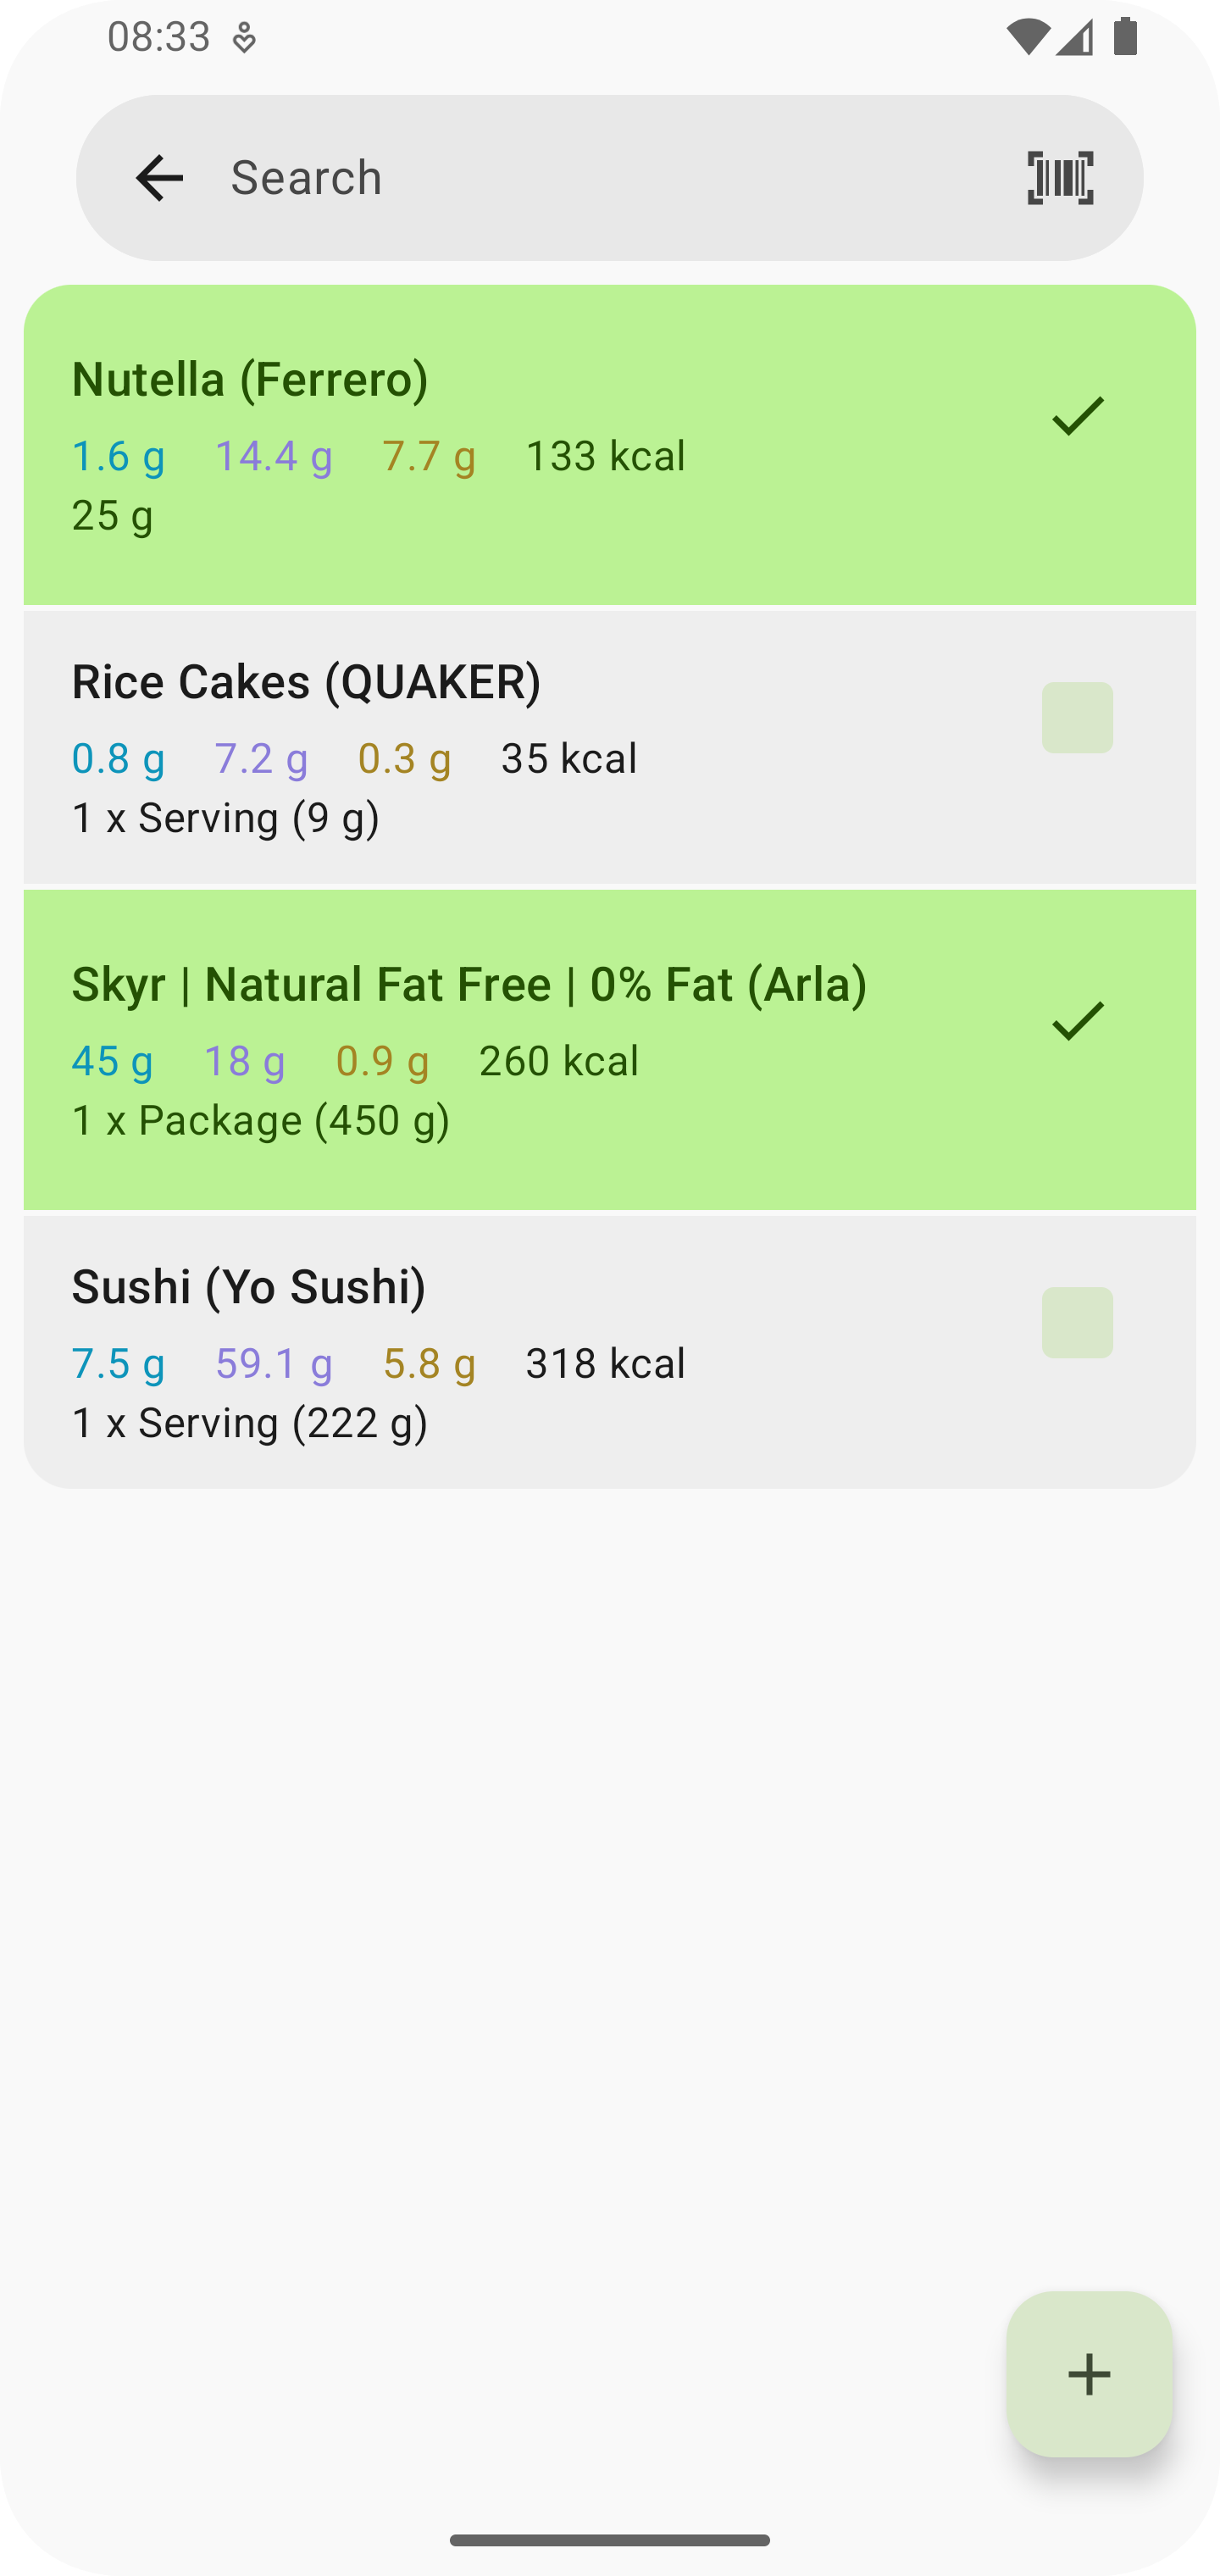 08:33
Search
Nutella (Ferrero)
1.6 g 14.4 g 7.7 g 133 kcal
25 g
Rice Cakes (QUAKER)
0.8 g 7.2 g 0.3 g 35 kcal
1 x Serving (9 g)
Skyr | Natural Fat Free | 0% Fat (Arla)
45 g 18 g 0.9 g 260 kcal
1 x Package (450 g)
Sushi (Yo Sushi)
7.5 g 59.1 g 5.8 g 318 kcal
1 x Serving (222 g)